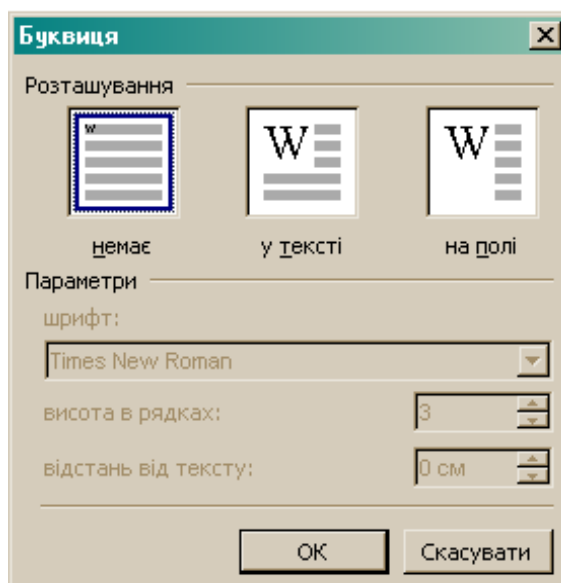 Буквиця
Розташування
w W W
немає у тексті на полі
Параметри
шрифт:
Times New Roman
висота в рядках: 3
відстань від тексту: 0 см
ОК Скасувати